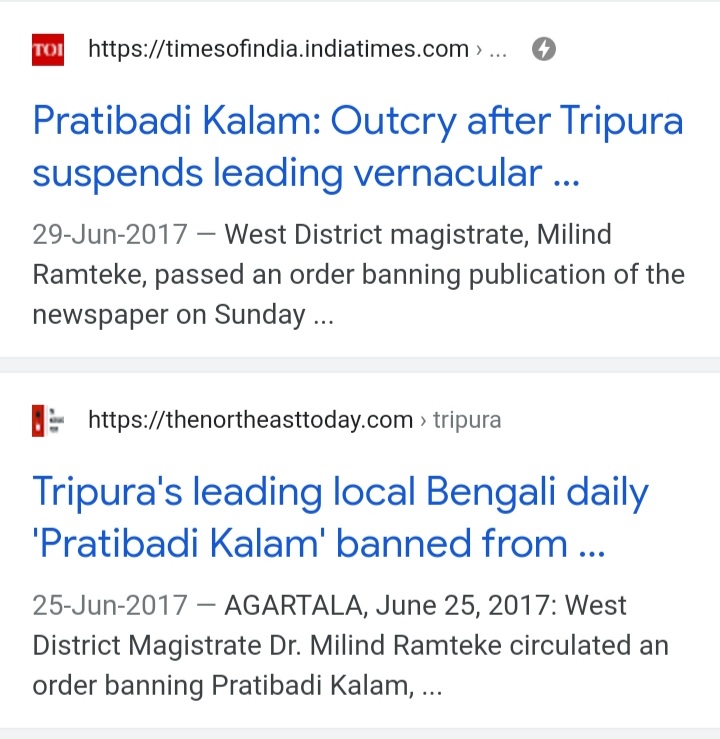 TOI https://timesofindia.indiatimes.com › ...
Pratibadi Kalam: Outcry after Tripura
suspends leading vernacular ...
29-Jun-2017 — West District magistrate, Milind
Ramteke, passed an order banning publication of the
newspaper on Sunday ...
https://thenortheasttoday.com › tripura
Tripura's leading local Bengali daily
'Pratibadi Kalam' banned from ...
25-Jun-2017 — AGARTALA, June 25, 2017: West
District Magistrate Dr. Milind Ramteke circulated an
order banning Pratibadi Kalam, ...